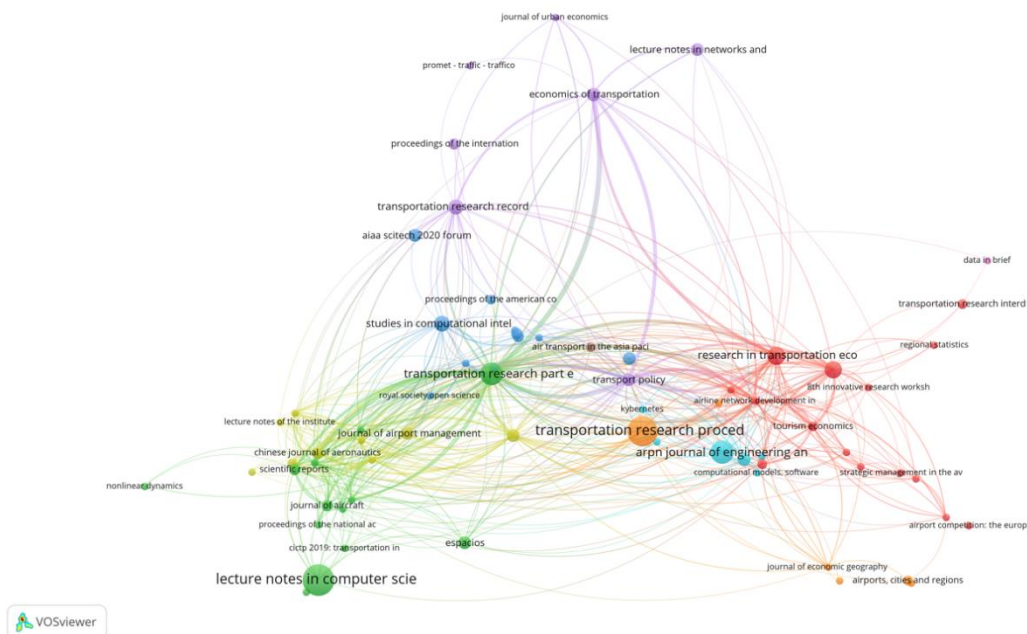 journal of urban economics
lecture notes in networks and
promet - traffic - traffico
economics of transportation
proceedings of the internation
transportation research record
aiaa scitech 2020 forum
data in brief
proceedings of the american co
transportation research interd
studies in computational intel
air transport in the asia paci
regional statistics
research in transportation eco
transportation research part e
transport policy
8th innovative research worksh
royal society open science
airline network development in
kybernetes
lecture notes of the institute
tourism economics
transportation research proced
journal of airport management
chinese journal of aeronautics
arpn journal of engineering an
scientific reports
computational models, software
strategic management in the av
nonlinear dynamics
journal of aircraft
proceedings of the national ac
airport competition: the europ
espacios
cictp 2019: transportation in
journal of economic geography
lecture notes in computer scie
airports, cities and regions
VOSviewer